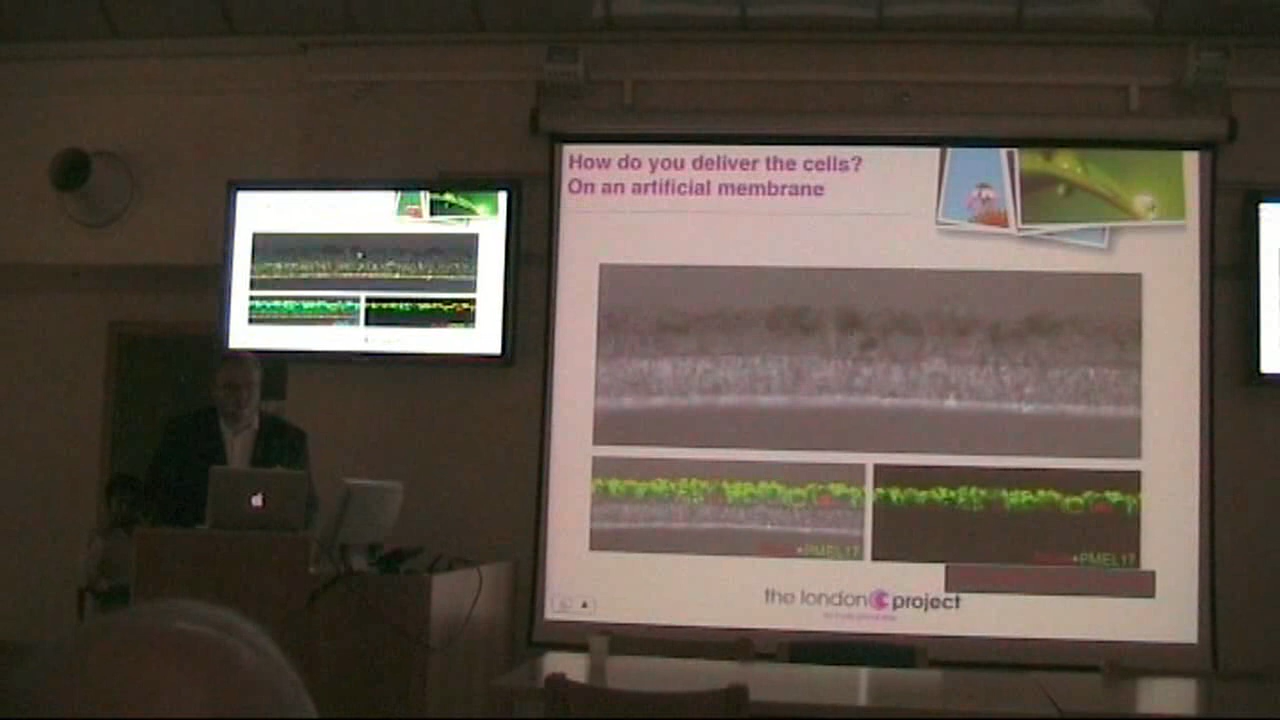 How do you deliver the cells?
On an artificial membrane
+PMEL17
+PMEL17
the london project